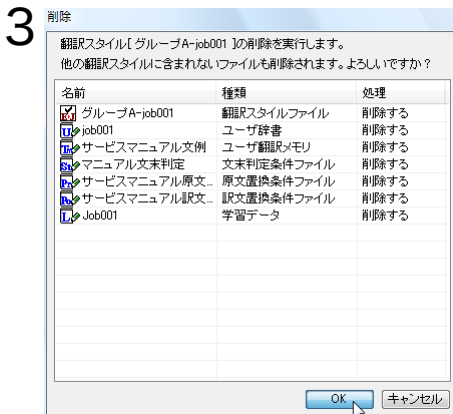 3
削除
翻訳スタイル[ グループA-job001 ]の削除を実行します。
他の翻訳スタイルに含まれないファイルも削除されます。よろしいですか？
名前 種類 処理
グループA-job001 翻訳スタイルファイル 削除する
job001 ユーザ辞書 削除する
サービスマニュアル文例 ユーザ翻訳メモリ 削除する
マニュアル文末判定 文末判定条件ファイル 削除する
サービスマニュアル原文... 原文置換条件ファイル 削除する
サービスマニュアル訳文... 訳文置換条件ファイル 削除する
Job001 学習データ 削除する
OK キャンセル